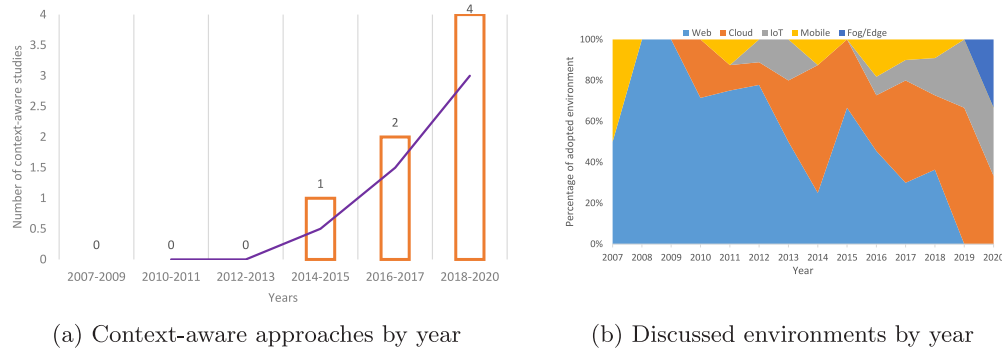 4
3.5
3
2.5
2
1.5
1
0.5
0
Number of context-aware studies
0
0
0
1
2
4
2007-2009 2010-2011 2012-2013 2014-2015 2016-2017 2018-2020
Years
(a) Context-aware approaches by year
Web Cloud IoT Mobile Fog/Edge
100%
80%
60%
40%
20%
0%
Percentage of adopted environment
2007 2008 2009 2010 2011 2012 2013 2014 2015 2016 2017 2018 2019 2020
Year
(b) Discussed environments by year